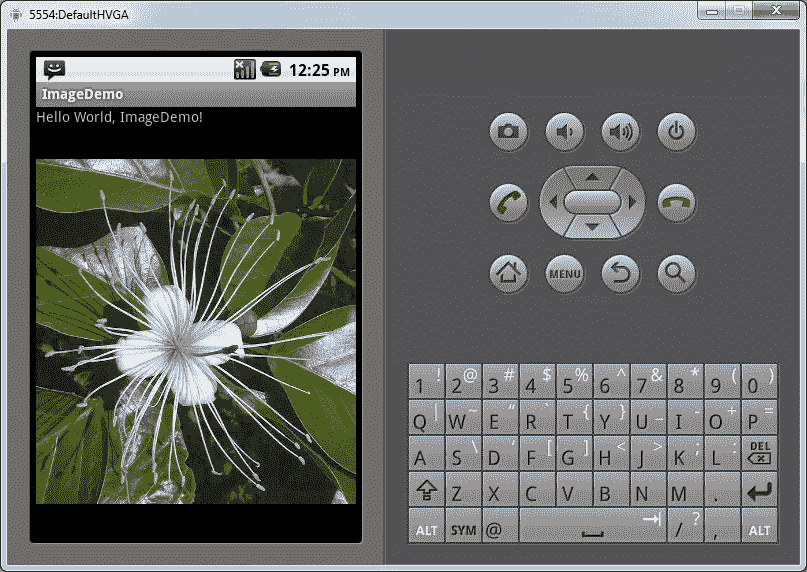 5554:DefaultHVGA
12:25 PM
ImageDemo
Hello World, ImageDemo!
MENU
1 ! 2 @ 3 # 4 $ 5 % 6 ^ 7 & 8 * 9 ( 0 )
Q | W ~ E " R ` T { Y } U _ I - O + P =
A S \ D ' F [ G ] H < J > K ; L : DEL
Z X C V B N M .
ALT SYM @ / ? , ALT